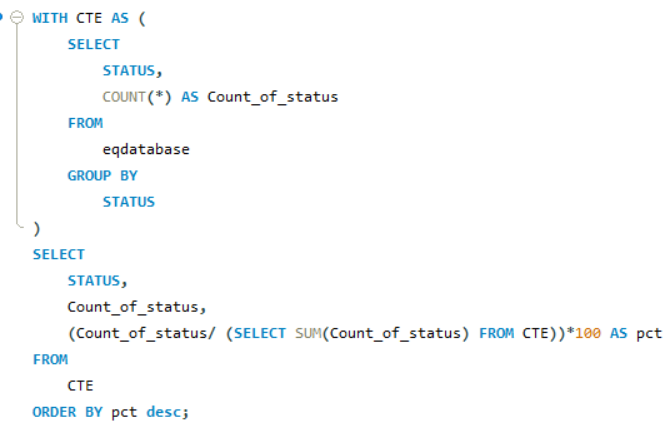 WITH CTE AS (
SELECT
STATUS,
COUNT(*) AS Count_of_status
FROM
eqdatabase
GROUP BY
STATUS
)
SELECT
STATUS,
Count_of_status,
(Count_of_status/ (SELECT SUM(Count_of_status) FROM CTE))*100 AS pct
FROM
CTE
ORDER BY pct desc;